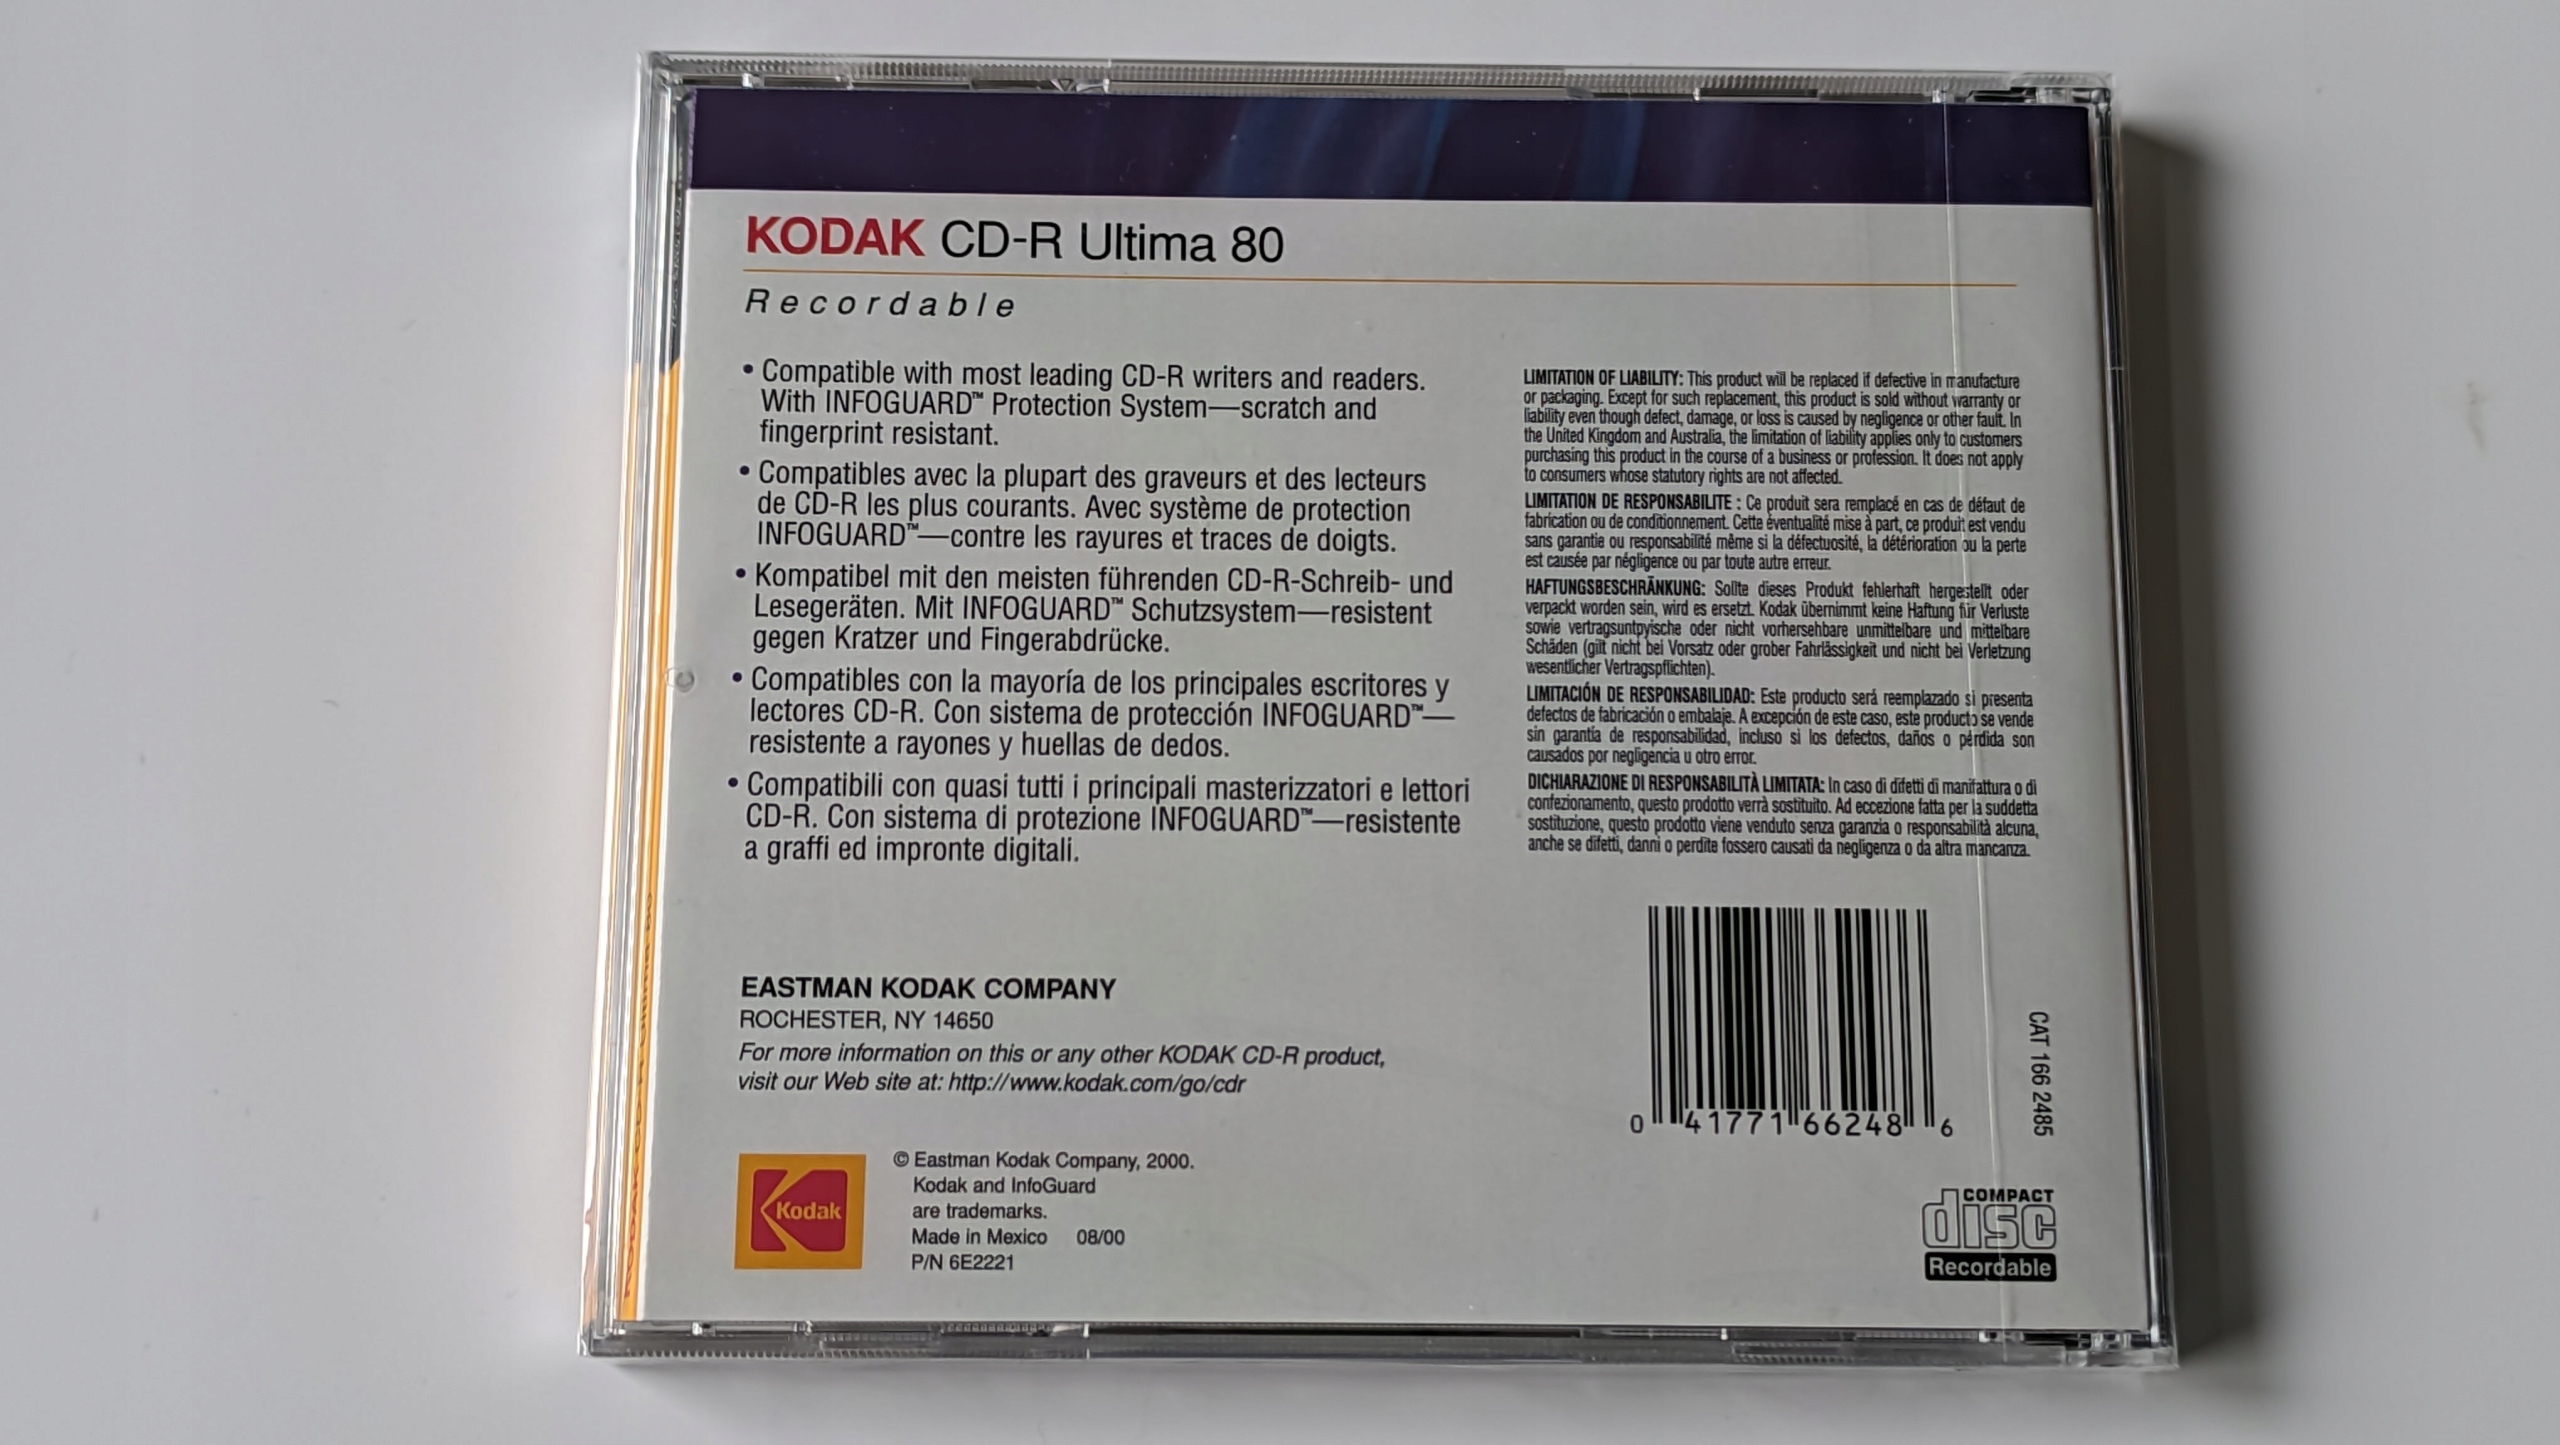 KODAK CD-R Ultima 80
Recordable
• Compatible with most leading CD-R writers and readers.
With INFOGUARD™ Protection System—scratch and
fingerprint resistant.
• Compatibles avec la plupart des graveurs et des lecteurs
de CD-R les plus courants. Avec système de protection
INFOGUARD™—contre les rayures et traces de doigts.
• Kompatibel mit den meisten führenden CD-R-Schreib- und
Lesegeräten. Mit INFOGUARD™ Schutzsystem—resistent
gegen Kratzer und Fingerabdrücke.
• Compatibles con la mayoría de los principales escritores y
lectores CD-R. Con sistema de protección INFOGUARD™—
resistente a rayones y huellas de dedos.
• Compatibili con quasi tutti i principali masterizzatori e lettori
CD-R. Con sistema di protezione INFOGUARD™—resistente
a graffi ed impronte digitali.
LIMITATION OF LIABILITY: This product will be replaced if defective in manufacture
or packaging. Except for such replacement, this product is sold without warranty or
liability even though defect, damage, or loss is caused by negligence or other fault. In
the United Kingdom and Australia, the limitation of liability applies only to customers
purchasing this product in the course of a business or profession. It does not apply
to consumers whose statutory rights are not affected.
LIMITATION DE RESPONSABILITE : Ce produit sera remplacé en cas de défaut de
fabrication ou de conditionnement. Cette éventualité mise à part, ce produit est vendu
sans garantie ou responsabilité même si la défectuosité, la détérioration ou la perte
est causée par négligence ou par toute autre erreur.
HAFTUNGSBESCHRÄNKUNG: Sollte dieses Produkt fehlerhaft hergestellt oder
verpackt worden sein, wird es ersetzt. Kodak übernimmt keine Haftung für Verluste
sowie vertragsuntpyische oder nicht vorhersehbare unmittelbare und mittelbare
Schäden (gilt nicht bei Vorsatz oder grober Fahrlässigkeit und nicht bei Verletzung
wesentlicher Vertragspflichten).
LIMITACIÓN DE RESPONSABILIDAD: Este producto será reemplazado si presenta
defectos de fabricación o embalaje. A excepción de este caso, este producto se vende
sin garantía de responsabilidad, incluso si los defectos, daños o pérdida son
causados por negligencia u otro error.
DICHIARAZIONE DI RESPONSABILITÀ LIMITATA: In caso di difetti di manifattura o di
confezionamento, questo prodotto verrà sostituito. Ad eccezione fatta per la suddetta
sostituzione, questo prodotto viene venduto senza garanzia o responsabilità alcuna,
anche se difetti, danni o perdite fossero causati da negligenza o da altra mancanza.
EASTMAN KODAK COMPANY
ROCHESTER, NY 14650
For more information on this or any other KODAK CD-R product,
visit our Web site at: http://www.kodak.com/go/cdr
Kodak
© Eastman Kodak Company, 2000.
Kodak and InfoGuard
are trademarks.
Made in Mexico 08/00
P/N 6E2221
0 41771 66248 6
CAT 166 2485
COMPACT
disc
Recordable